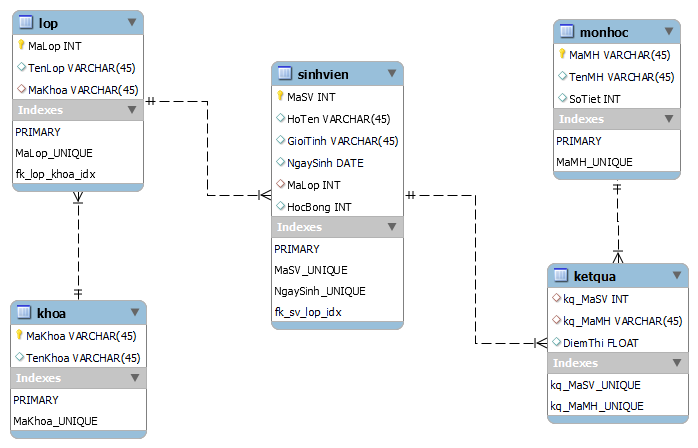 lop
MaLop INT
TenLop VARCHAR(45)
MaKhoa VARCHAR(45)
Indexes
PRIMARY
MaLop_UNIQUE
fk_lop_khoa_idx
khoa
MaKhoa VARCHAR(45)
TenKhoa VARCHAR(45)
Indexes
PRIMARY
MaKhoa_UNIQUE
sinhvien
MaSV INT
HoTen VARCHAR(45)
GioiTinh VARCHAR(45)
NgaySinh DATE
MaLop INT
HocBong INT
Indexes
PRIMARY
MaSV_UNIQUE
NgaySinh_UNIQUE
fk_sv_lop_idx
monhoc
MaMH VARCHAR(45)
TenMH VARCHAR(45)
SoTiet INT
Indexes
PRIMARY
MaMH_UNIQUE
ketqua
kq_MaSV INT
kq_MaMH VARCHAR(45)
DiemThi FLOAT
Indexes
kq_MaSV_UNIQUE
kq_MaMH_UNIQUE